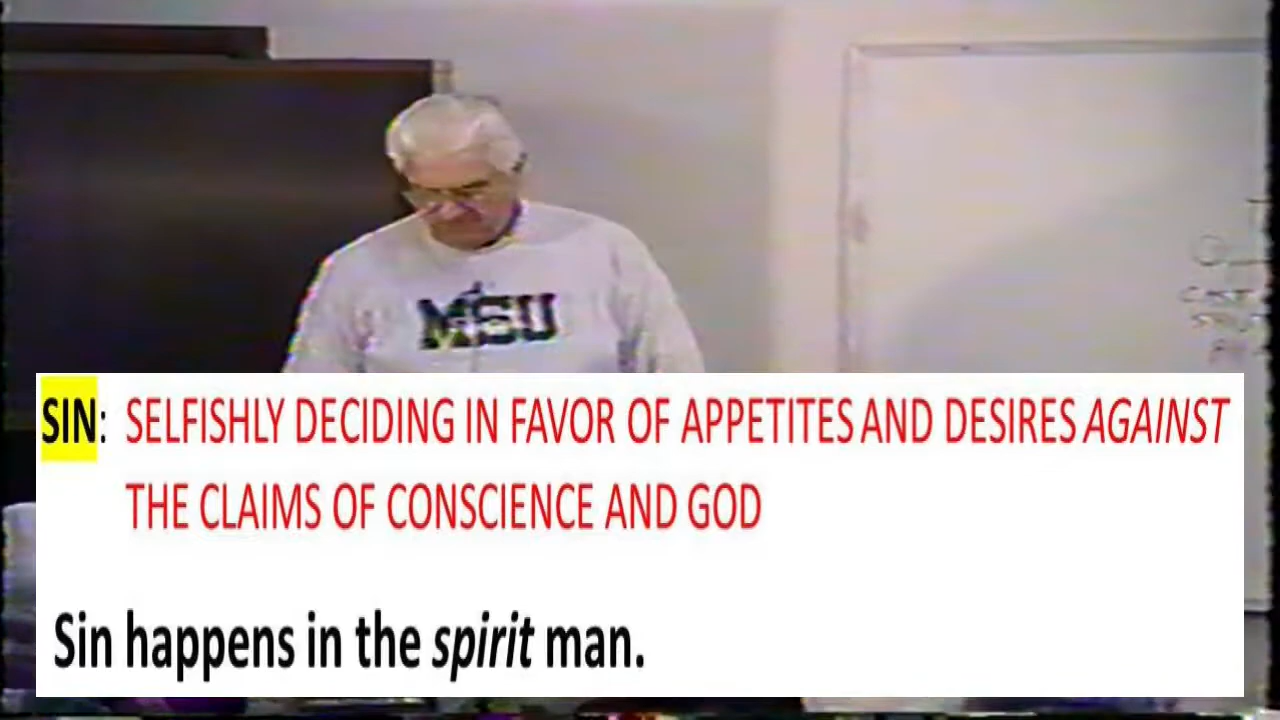 MSU
SIN: SELFISHLY DECIDING IN FAVOR OF APPETITES AND DESIRES AGAINST
THE CLAIMS OF CONSCIENCE AND GOD
Sin happens in the spirit man.